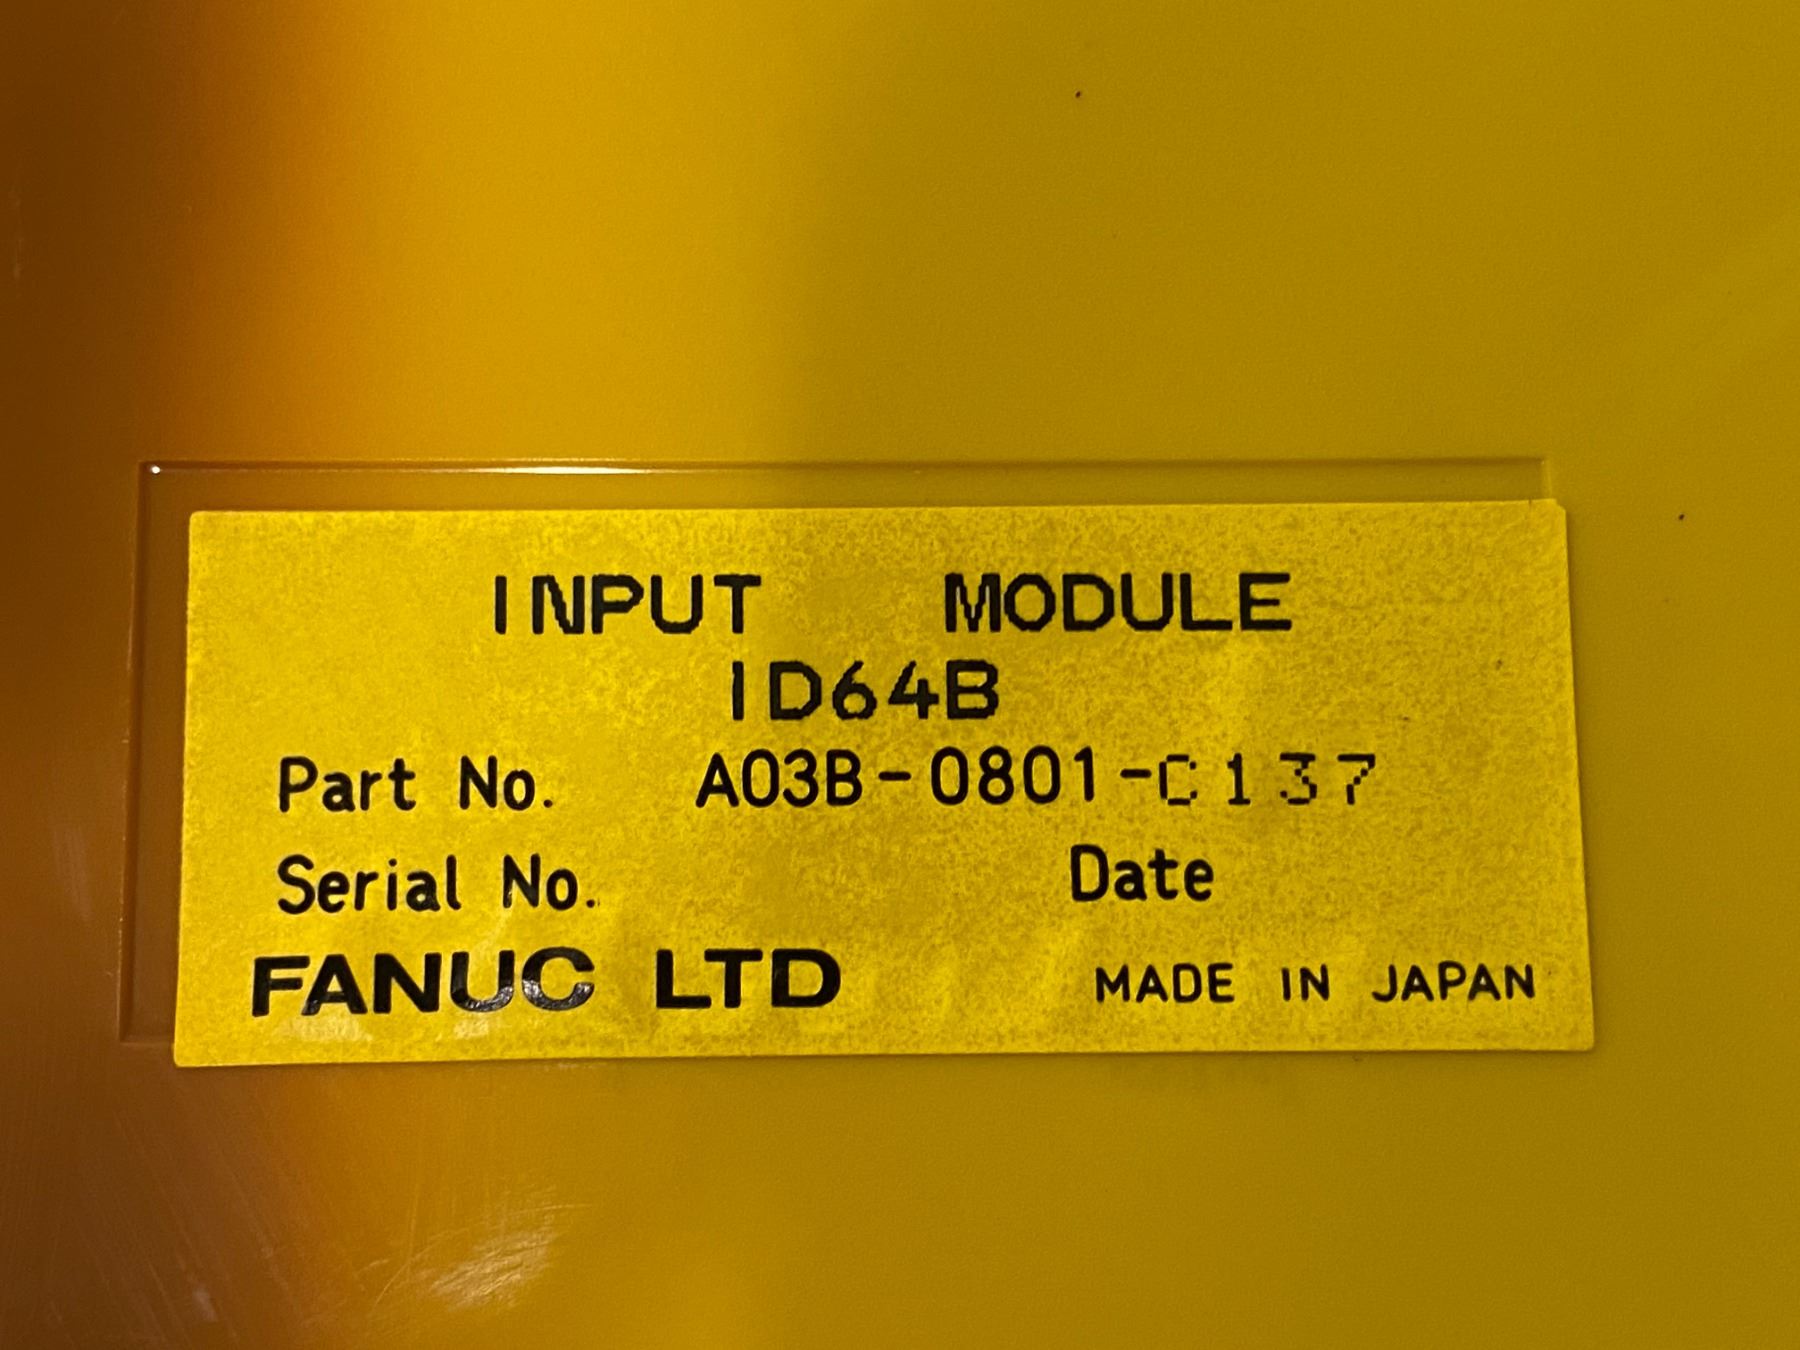 INPUT MODULE
ID64B
Part No. A03B-0801-C137
Serial No. Date
FANUC LTD MADE IN JAPAN